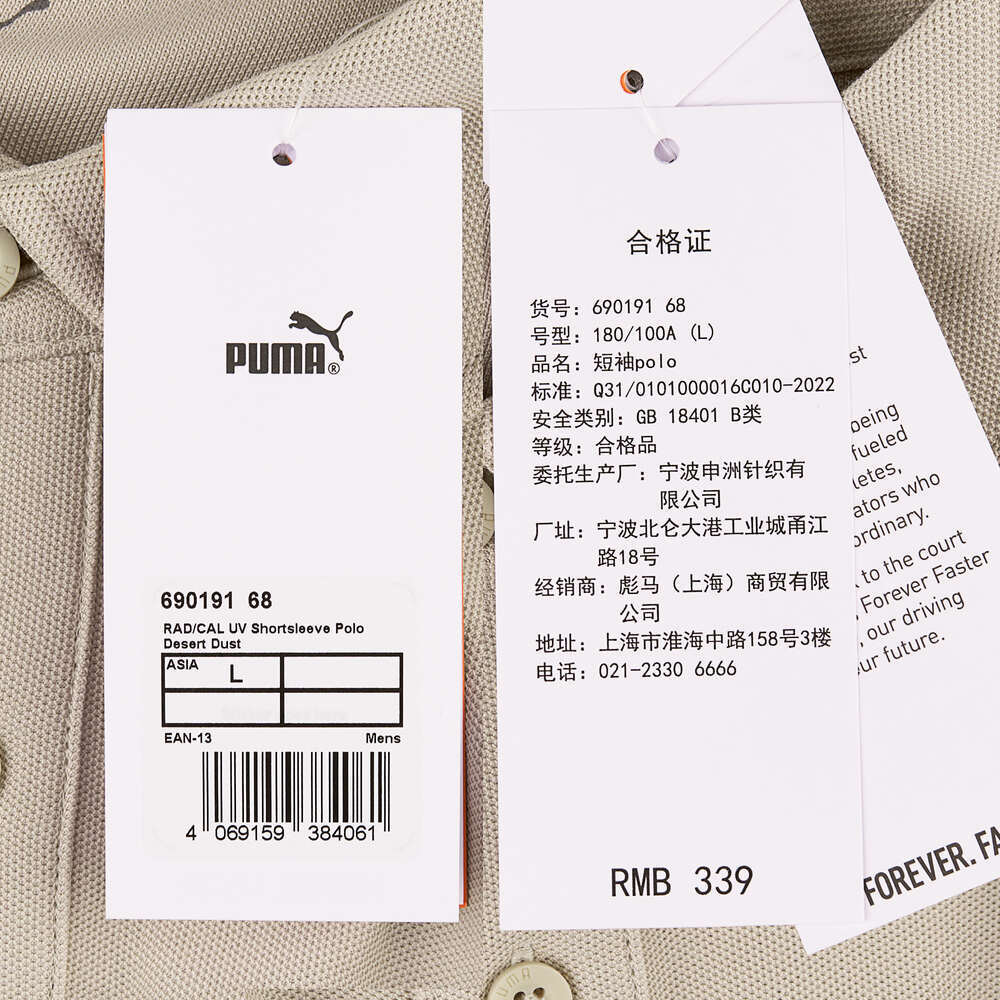 PUMA®
690191 68
RAD/CAL UV Shortsleeve Polo
Desert Dust
ASIA
L
EAN-13 Mens
4 069159 384061
合格证
货号：690191 68
号型：180/100A (L)
品名：短袖polo
标准：Q31/0101000016C010-2022
安全类别：GB 18401 B类
等级：合格品
委托生产厂：宁波申洲针织有
限公司
厂址：宁波北仑大港工业城甬江
路18号
经销商：彪马（上海）商贸有限
公司
地址：上海市淮海中路158号3楼
电话：021-2330 6666
RMB 339
being
fueled
who
to the court
Forever Faster
, our driving
future.
FOREVER.
PUMA